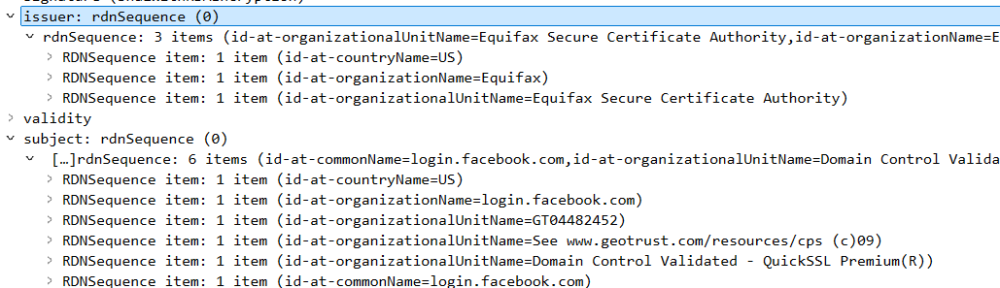 issuer: rdnSequence (0)
rdnSequence: 3 items (id-at-organizationalUnitName=Equifax Secure Certificate Authority,id-at-organizationName=E
RDNSequence item: 1 item (id-at-countryName=US)
RDNSequence item: 1 item (id-at-organizationName=Equifax)
RDNSequence item: 1 item (id-at-organizationalUnitName=Equifax Secure Certificate Authority)
validity
subject: rdnSequence (0)
[…]rdnSequence: 6 items (id-at-commonName=login.facebook.com,id-at-organizationalUnitName=Domain Control Valida
RDNSequence item: 1 item (id-at-countryName=US)
RDNSequence item: 1 item (id-at-organizationName=login.facebook.com)
RDNSequence item: 1 item (id-at-organizationalUnitName=GT04482452)
RDNSequence item: 1 item (id-at-organizationalUnitName=See www.geotrust.com/resources/cps (c)09)
RDNSequence item: 1 item (id-at-organizationalUnitName=Domain Control Validated - QuickSSL Premium(R))
RDNSequence item: 1 item (id-at-commonName=login.facebook.com)